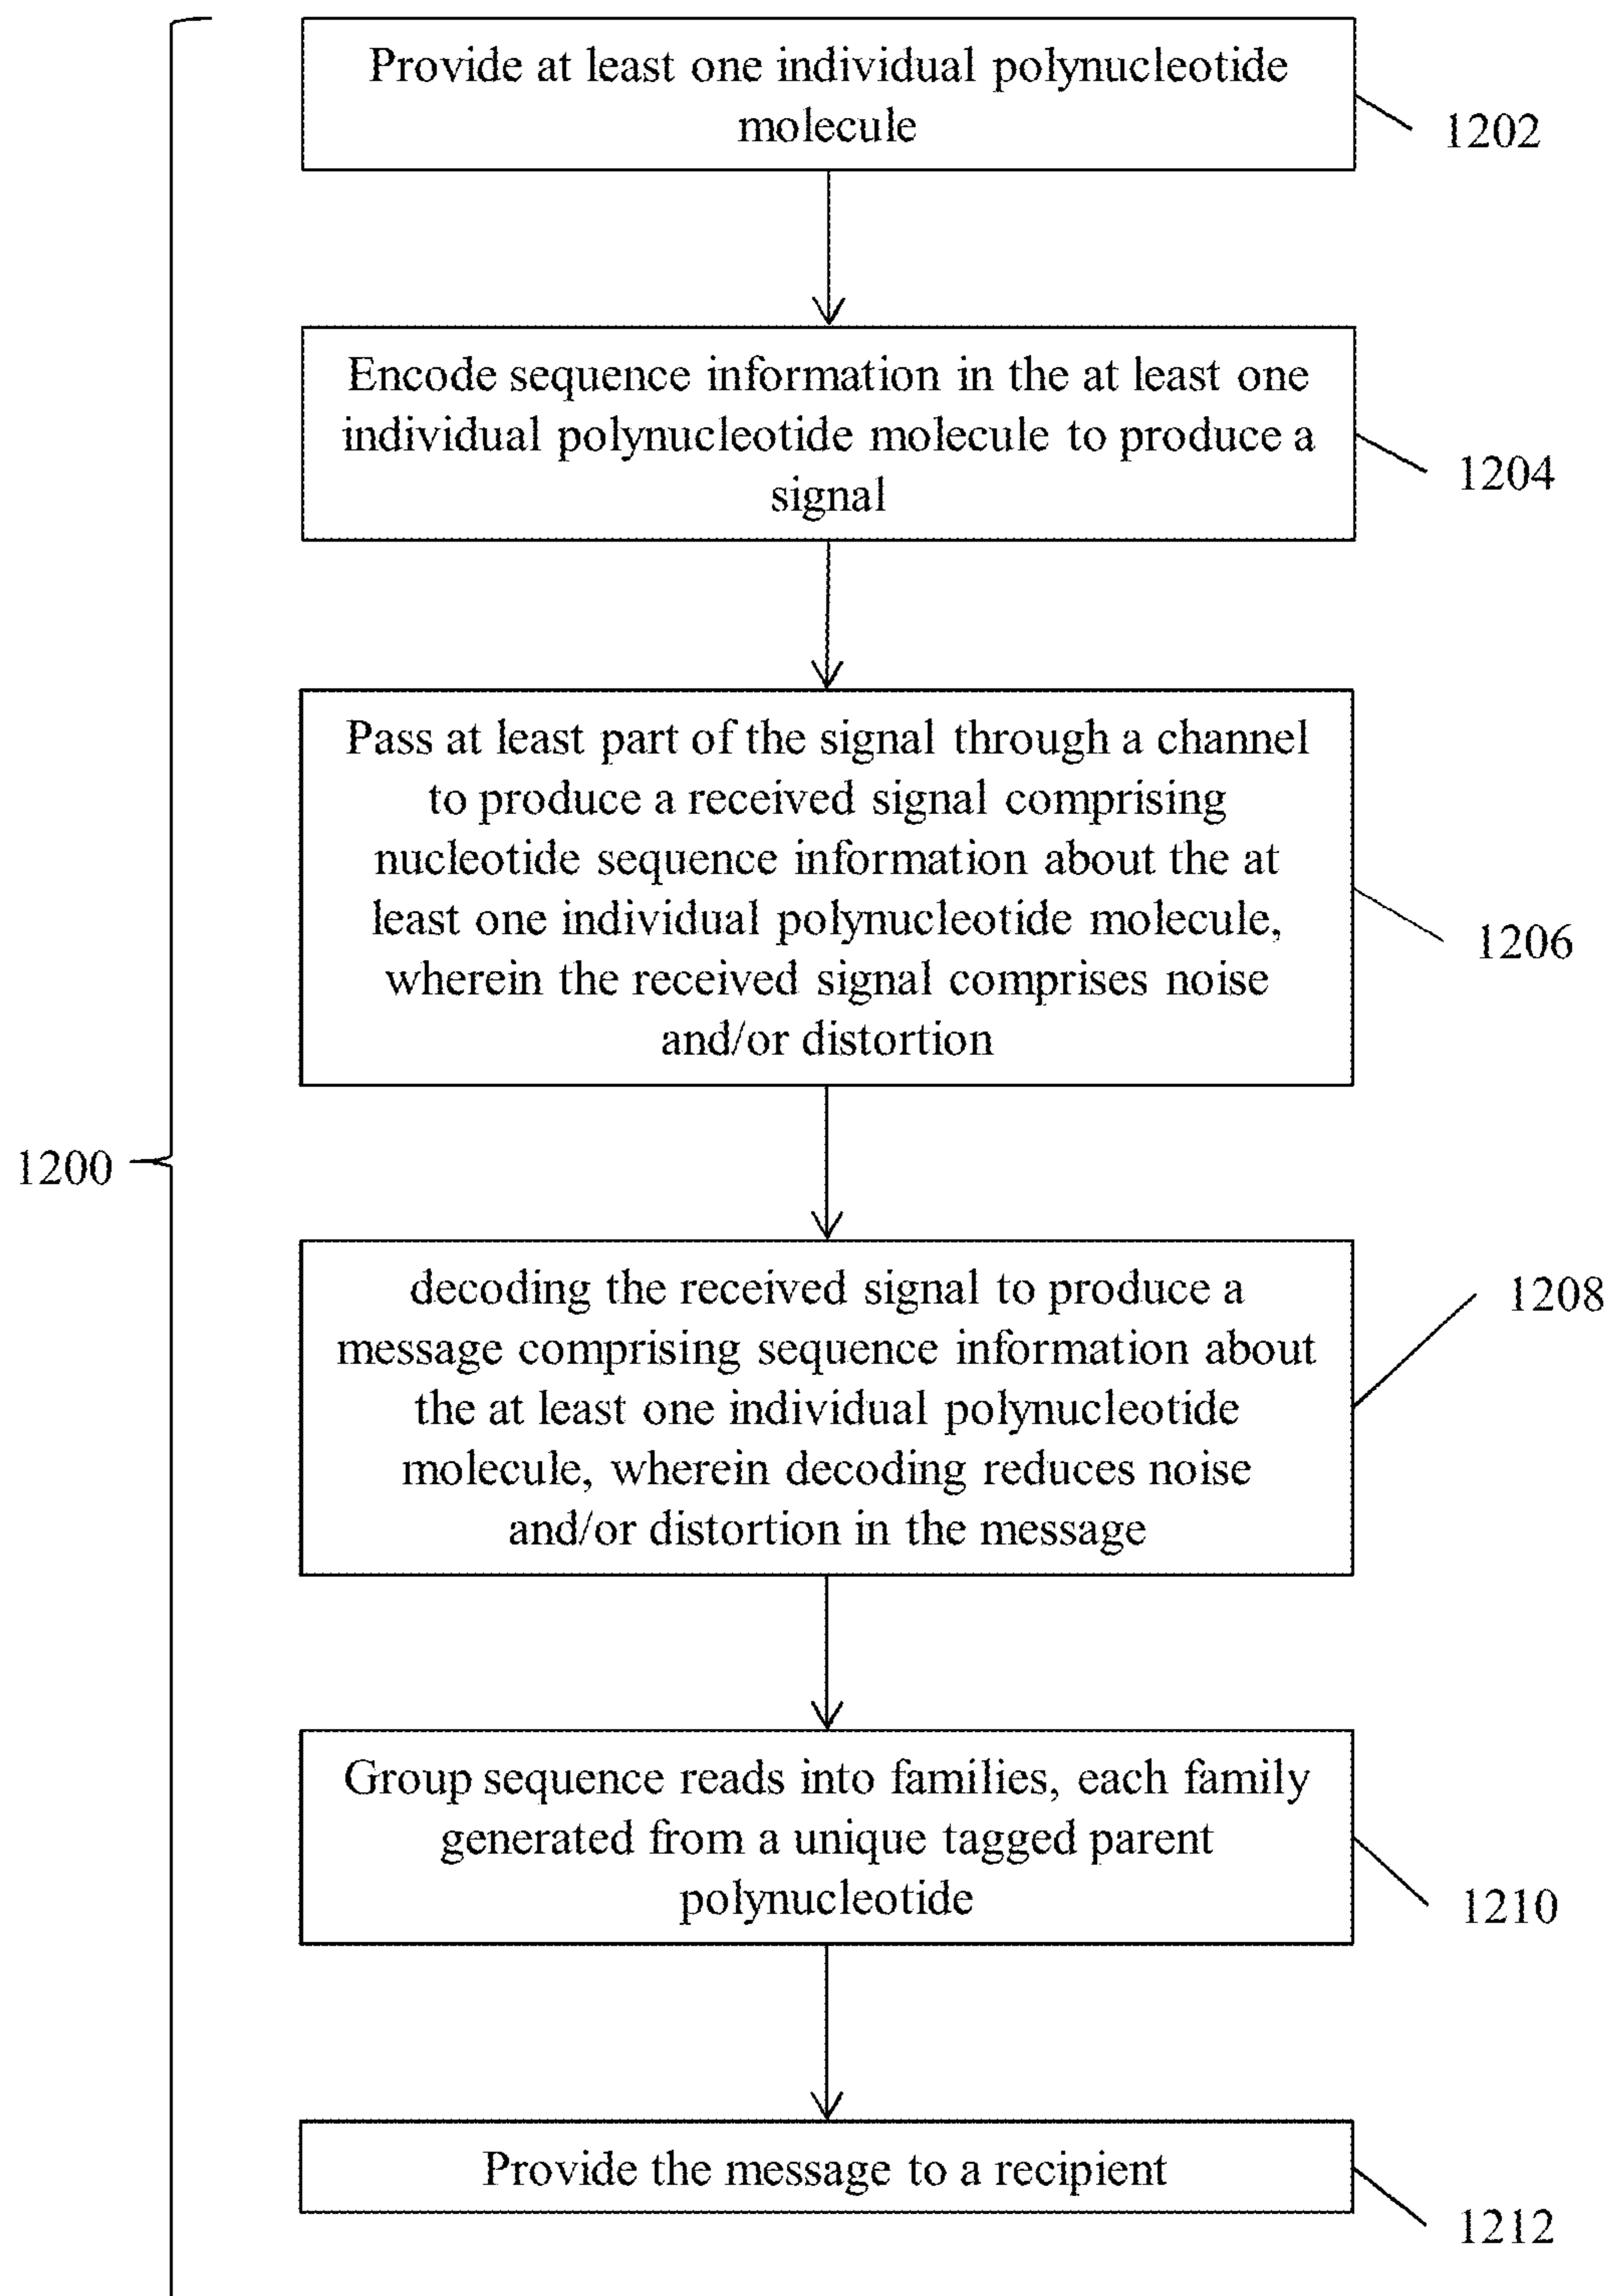 Provide at least one individual polynucleotide
molecule
1202
Encode sequence information in the at least one
individual polynucleotide molecule to produce a
signal
1204
Pass at least part of the signal through a channel
to produce a received signal comprising
nucleotide sequence information about the at
least one individual polynucleotide molecule,
wherein the received signal comprises noise
and/or distortion
1206
1200
decoding the received signal to produce a
message comprising sequence information about
the at least one individual polynucleotide
molecule, wherein decoding reduces noise
and/or distortion in the message
1208
Group sequence reads into families, each family
generated from a unique tagged parent
polynucleotide
1210
Provide the message to a recipient
1212